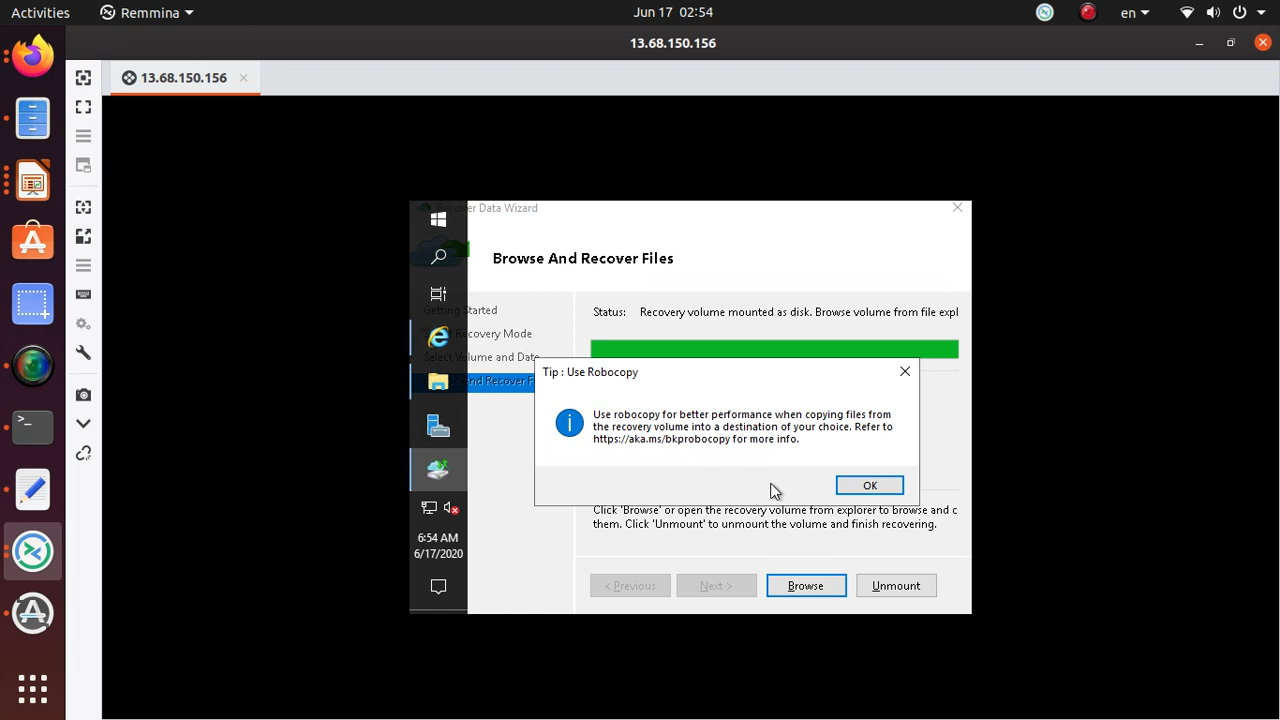 Activities
Remmina
Jun 17 02:54
en
13.68.150.156
13.68.150.156
Recover Data Wizard
Browse And Recover Files
Getting Started
Recovery Mode
Select Volume and Date
And Recover F
Status: Recovery volume mounted as disk. Browse volume from file expl
Tip : Use Robocopy
Use robocopy for better performance when copying files from
the recovery volume into a destination of your choice. Refer to
https://aka.ms/bkprobocopy for more info.
OK
Click 'Browse' or open the recovery volume from explorer to browse and c
them. Click 'Unmount' to unmount the volume and finish recovering.
6:54 AM
6/17/2020
< Previous
Next >
Browse
Unmount